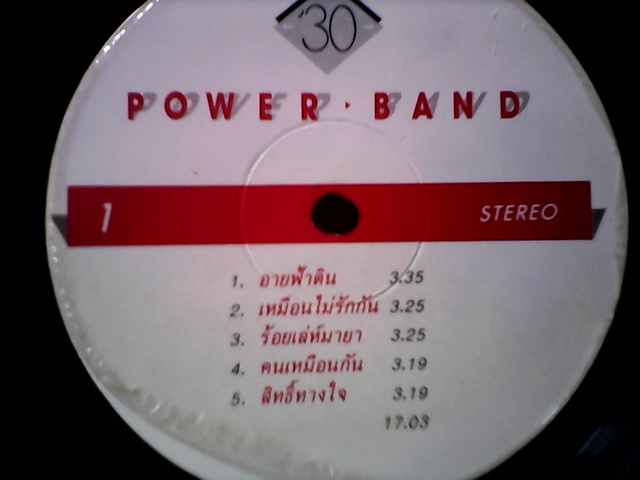 '30
POWER · BAND
1 STEREO
1. อายฟ้าดิน 3.35
2. เหมือนไม่รักกัน 3.25
3. ร้อยเล่ห์มายา 3.25
4. คนเหมือนกัน 3.19
5. สิทธิ์ทางใจ 3.19
17.03